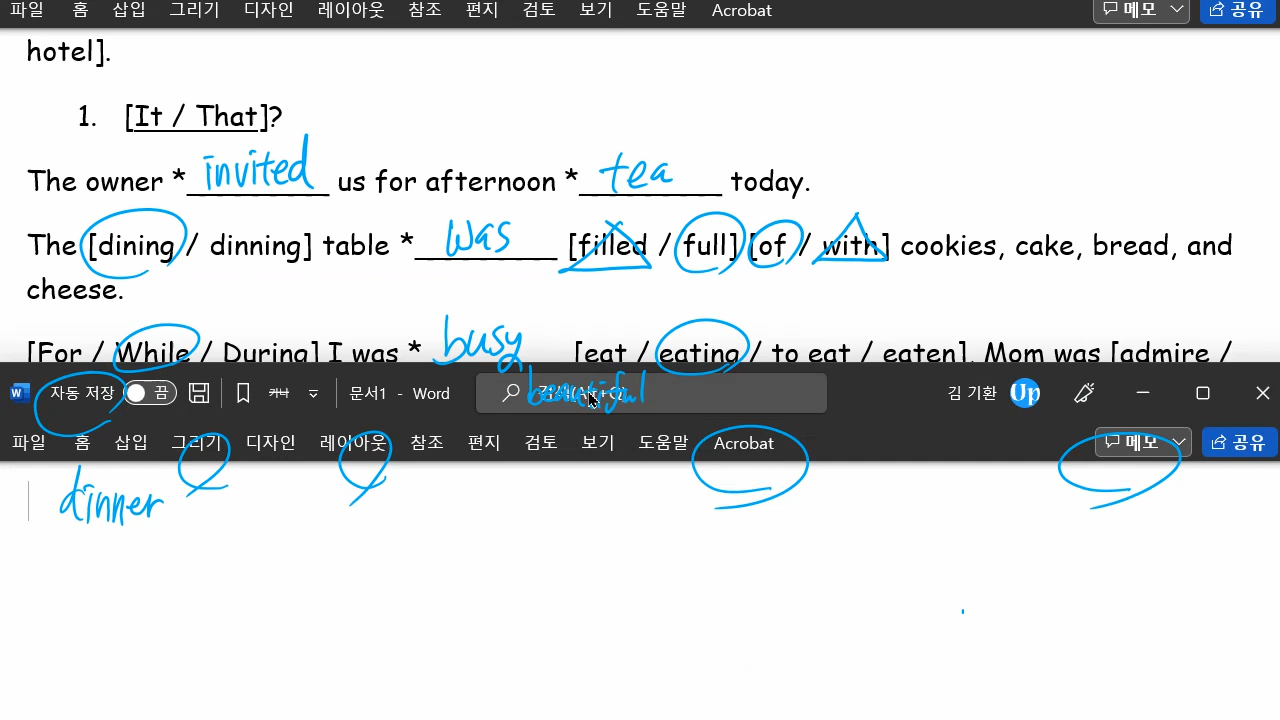 파일 홈 삽입 그리기 디자인 레이아웃 참조 편지 검토 보기 도움말 Acrobat 메모 공유
hotel].
1. [It / That]?
The owner *invited us for afternoon *tea today.
The [dining / dinning] table *was [filled / full] [of / with] cookies, cake, bread, and
cheese.
[For / While / During] I was *busy [eat / eating / to eat / eaten]. Mom was [admire /
자동 저장 끔 문서1 - Word 김 기환 Up
beautiful
파일 홈 삽입 그리기 디자인 레이아웃 참조 편지 검토 보기 도움말 Acrobat 메모 공유
dinner